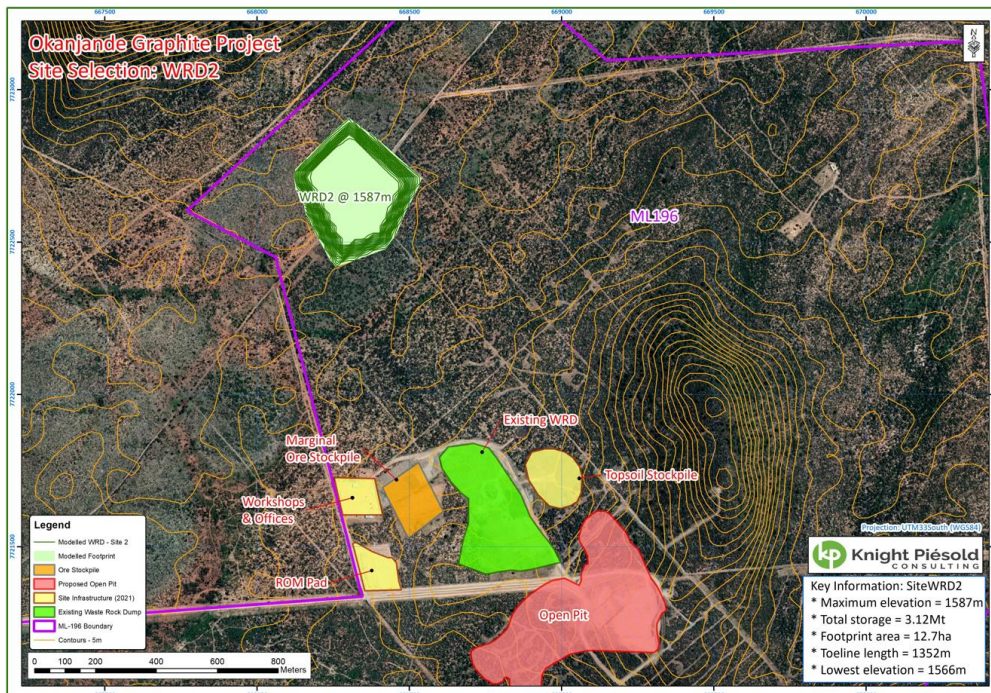 667500
668000
668500
669000
669500
670000
Okanjande Graphite Project
Site Selection: WRD2
N
7723000
7722500
7722000
7721500
WRD2 @ 1587m
ML196
Existing WRD
Marginal
Ore Stockpile
Topsoil Stockpile
Workshops
& Offices
ROM Pad
Open Pit
Legend
Modelled WRD - Site 2
Modelled Footprint
Ore Stockpile
Proposed Open Pit
Site Infrastructure (2021)
Existing Waste Rock Dump
ML-196 Boundary
Contours - 5m
0 100 200 400 600 800
Meters
Projection: UTM33South (WGS84)
kp Knight Piésold
CONSULTING
Key Information: SiteWRD2
* Maximum elevation = 1587m
* Total storage = 3.12Mt
* Footprint area = 12.7ha
* Toeline length = 1352m
* Lowest elevation = 1566m